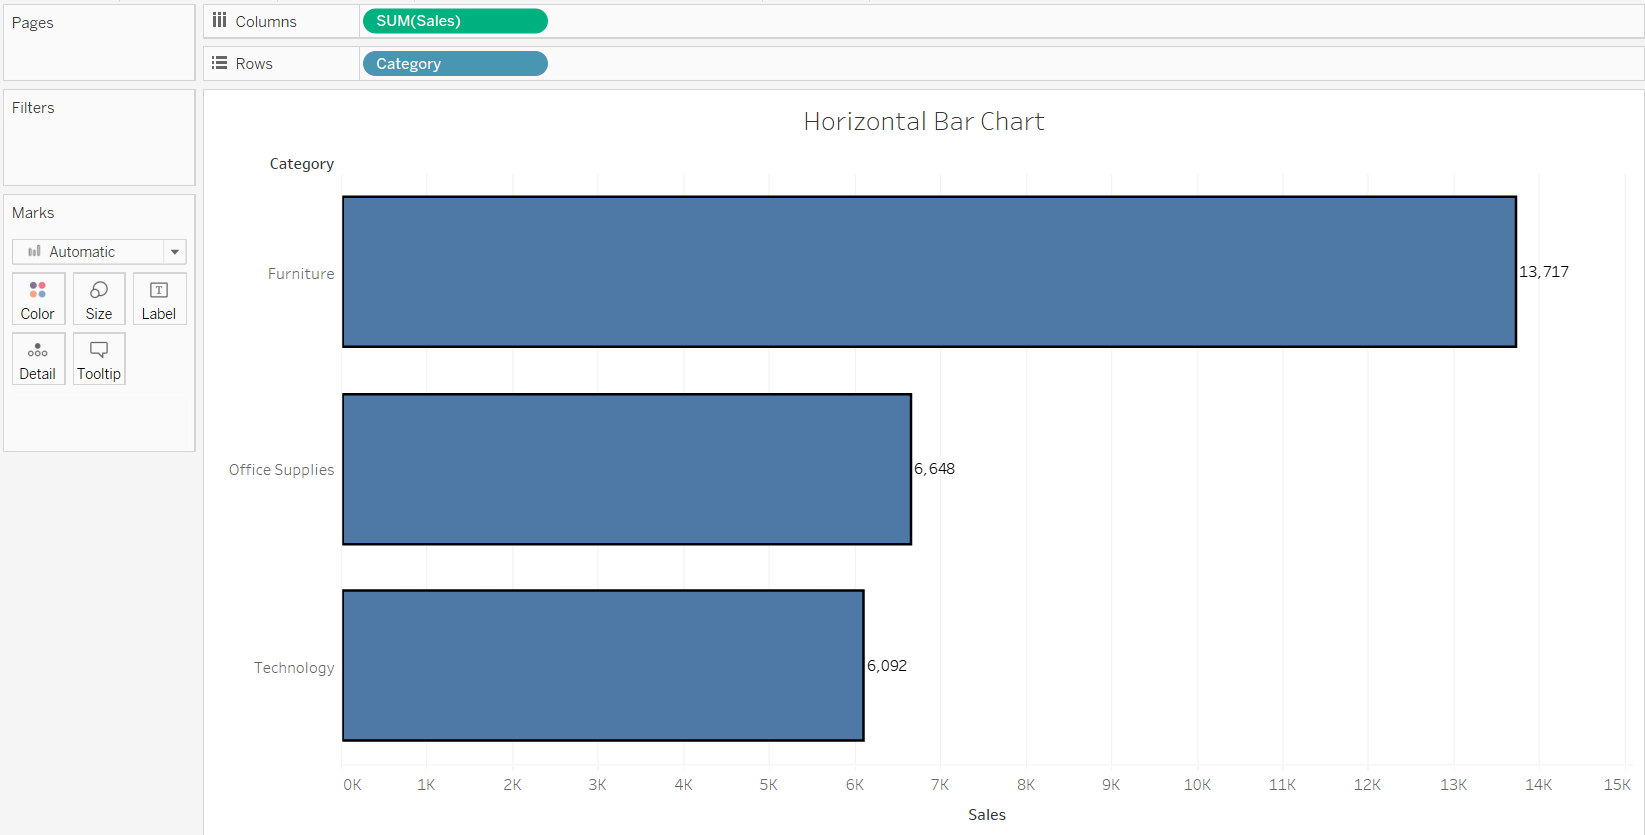 Pages
Columns
SUM(Sales)
Rows
Category
Filters
Marks
Automatic
Color
Size
T
Label
Detail
Tooltip
Horizontal Bar Chart
Category
Furniture
13,717
Office Supplies
6,648
Technology
6,092
0K 1K 2K 3K 4K 5K 6K 7K 8K 9K 10K 11K 12K 13K 14K 15K
Sales